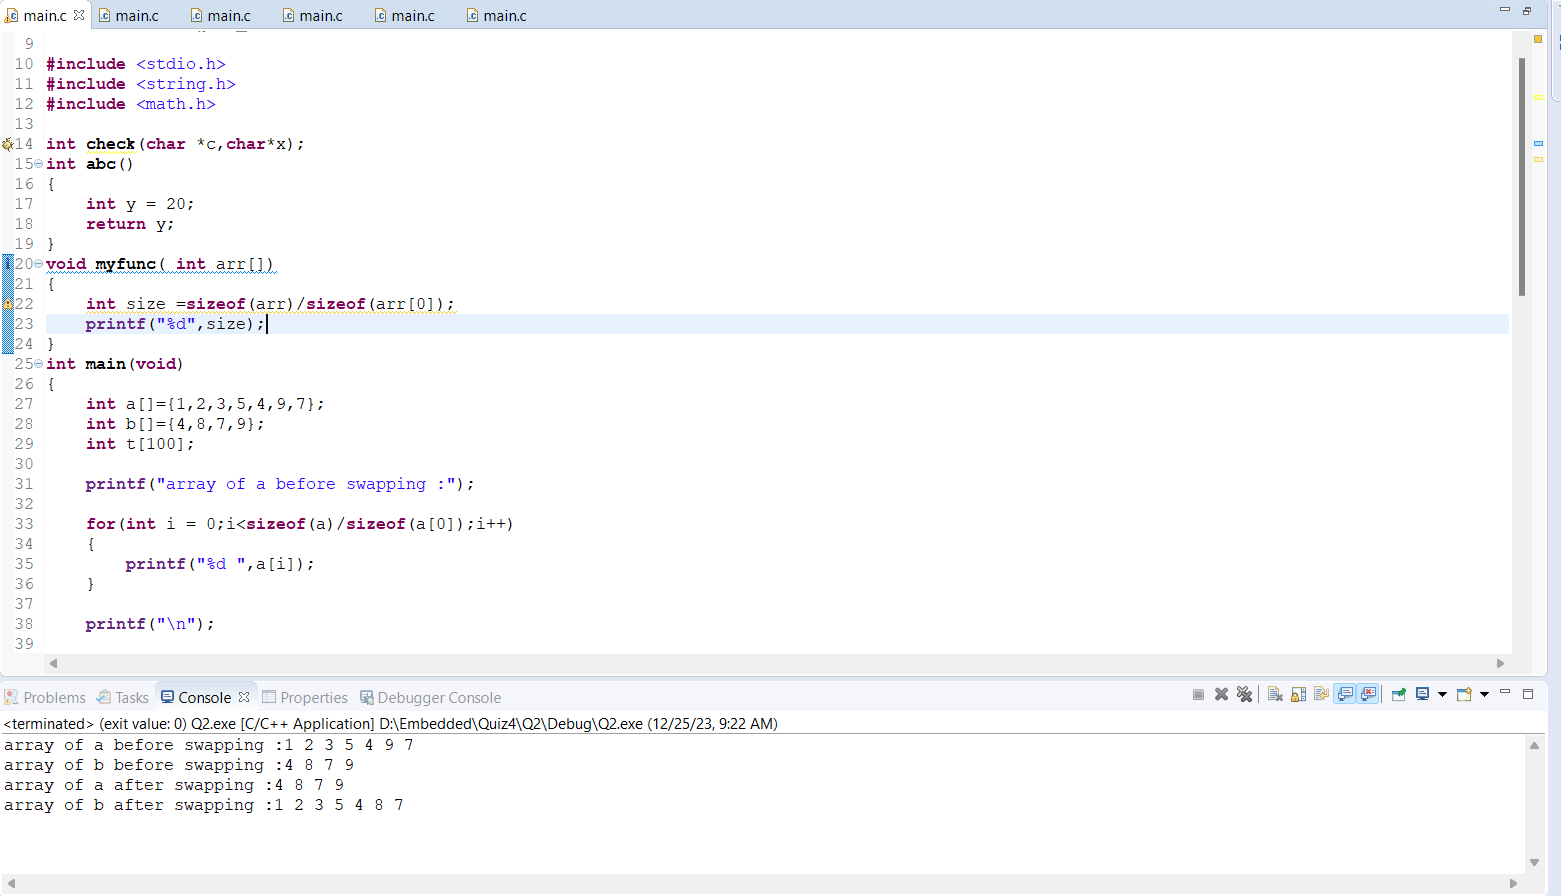 main.c main.c main.c main.c main.c main.c
9
10 #include <stdio.h>
11 #include <string.h>
12 #include <math.h>
13
14 int check(char *c,char*x);
15 int abc()
16 {
17     int y = 20;
18     return y;
19 }
20 void myfunc( int arr[])
21 {
22     int size =sizeof(arr)/sizeof(arr[0]);
23     printf("%d",size);
24 }
25 int main(void)
26 {
27     int a[]={1,2,3,5,4,9,7};
28     int b[]={4,8,7,9};
29     int t[100];
30
31     printf("array of a before swapping :");
32
33     for(int i = 0;i<sizeof(a)/sizeof(a[0]);i++)
34     {
35         printf("%d ",a[i]);
36     }
37
38     printf("\n");
39
Problems Tasks Console Properties Debugger Console
<terminated> (exit value: 0) Q2.exe [C/C++ Application] D:\Embedded\Quiz4\Q2\Debug\Q2.exe (12/25/23, 9:22 AM)
array of a before swapping :1 2 3 5 4 9 7
array of b before swapping :4 8 7 9
array of a after swapping :4 8 7 9
array of b after swapping :1 2 3 5 4 8 7